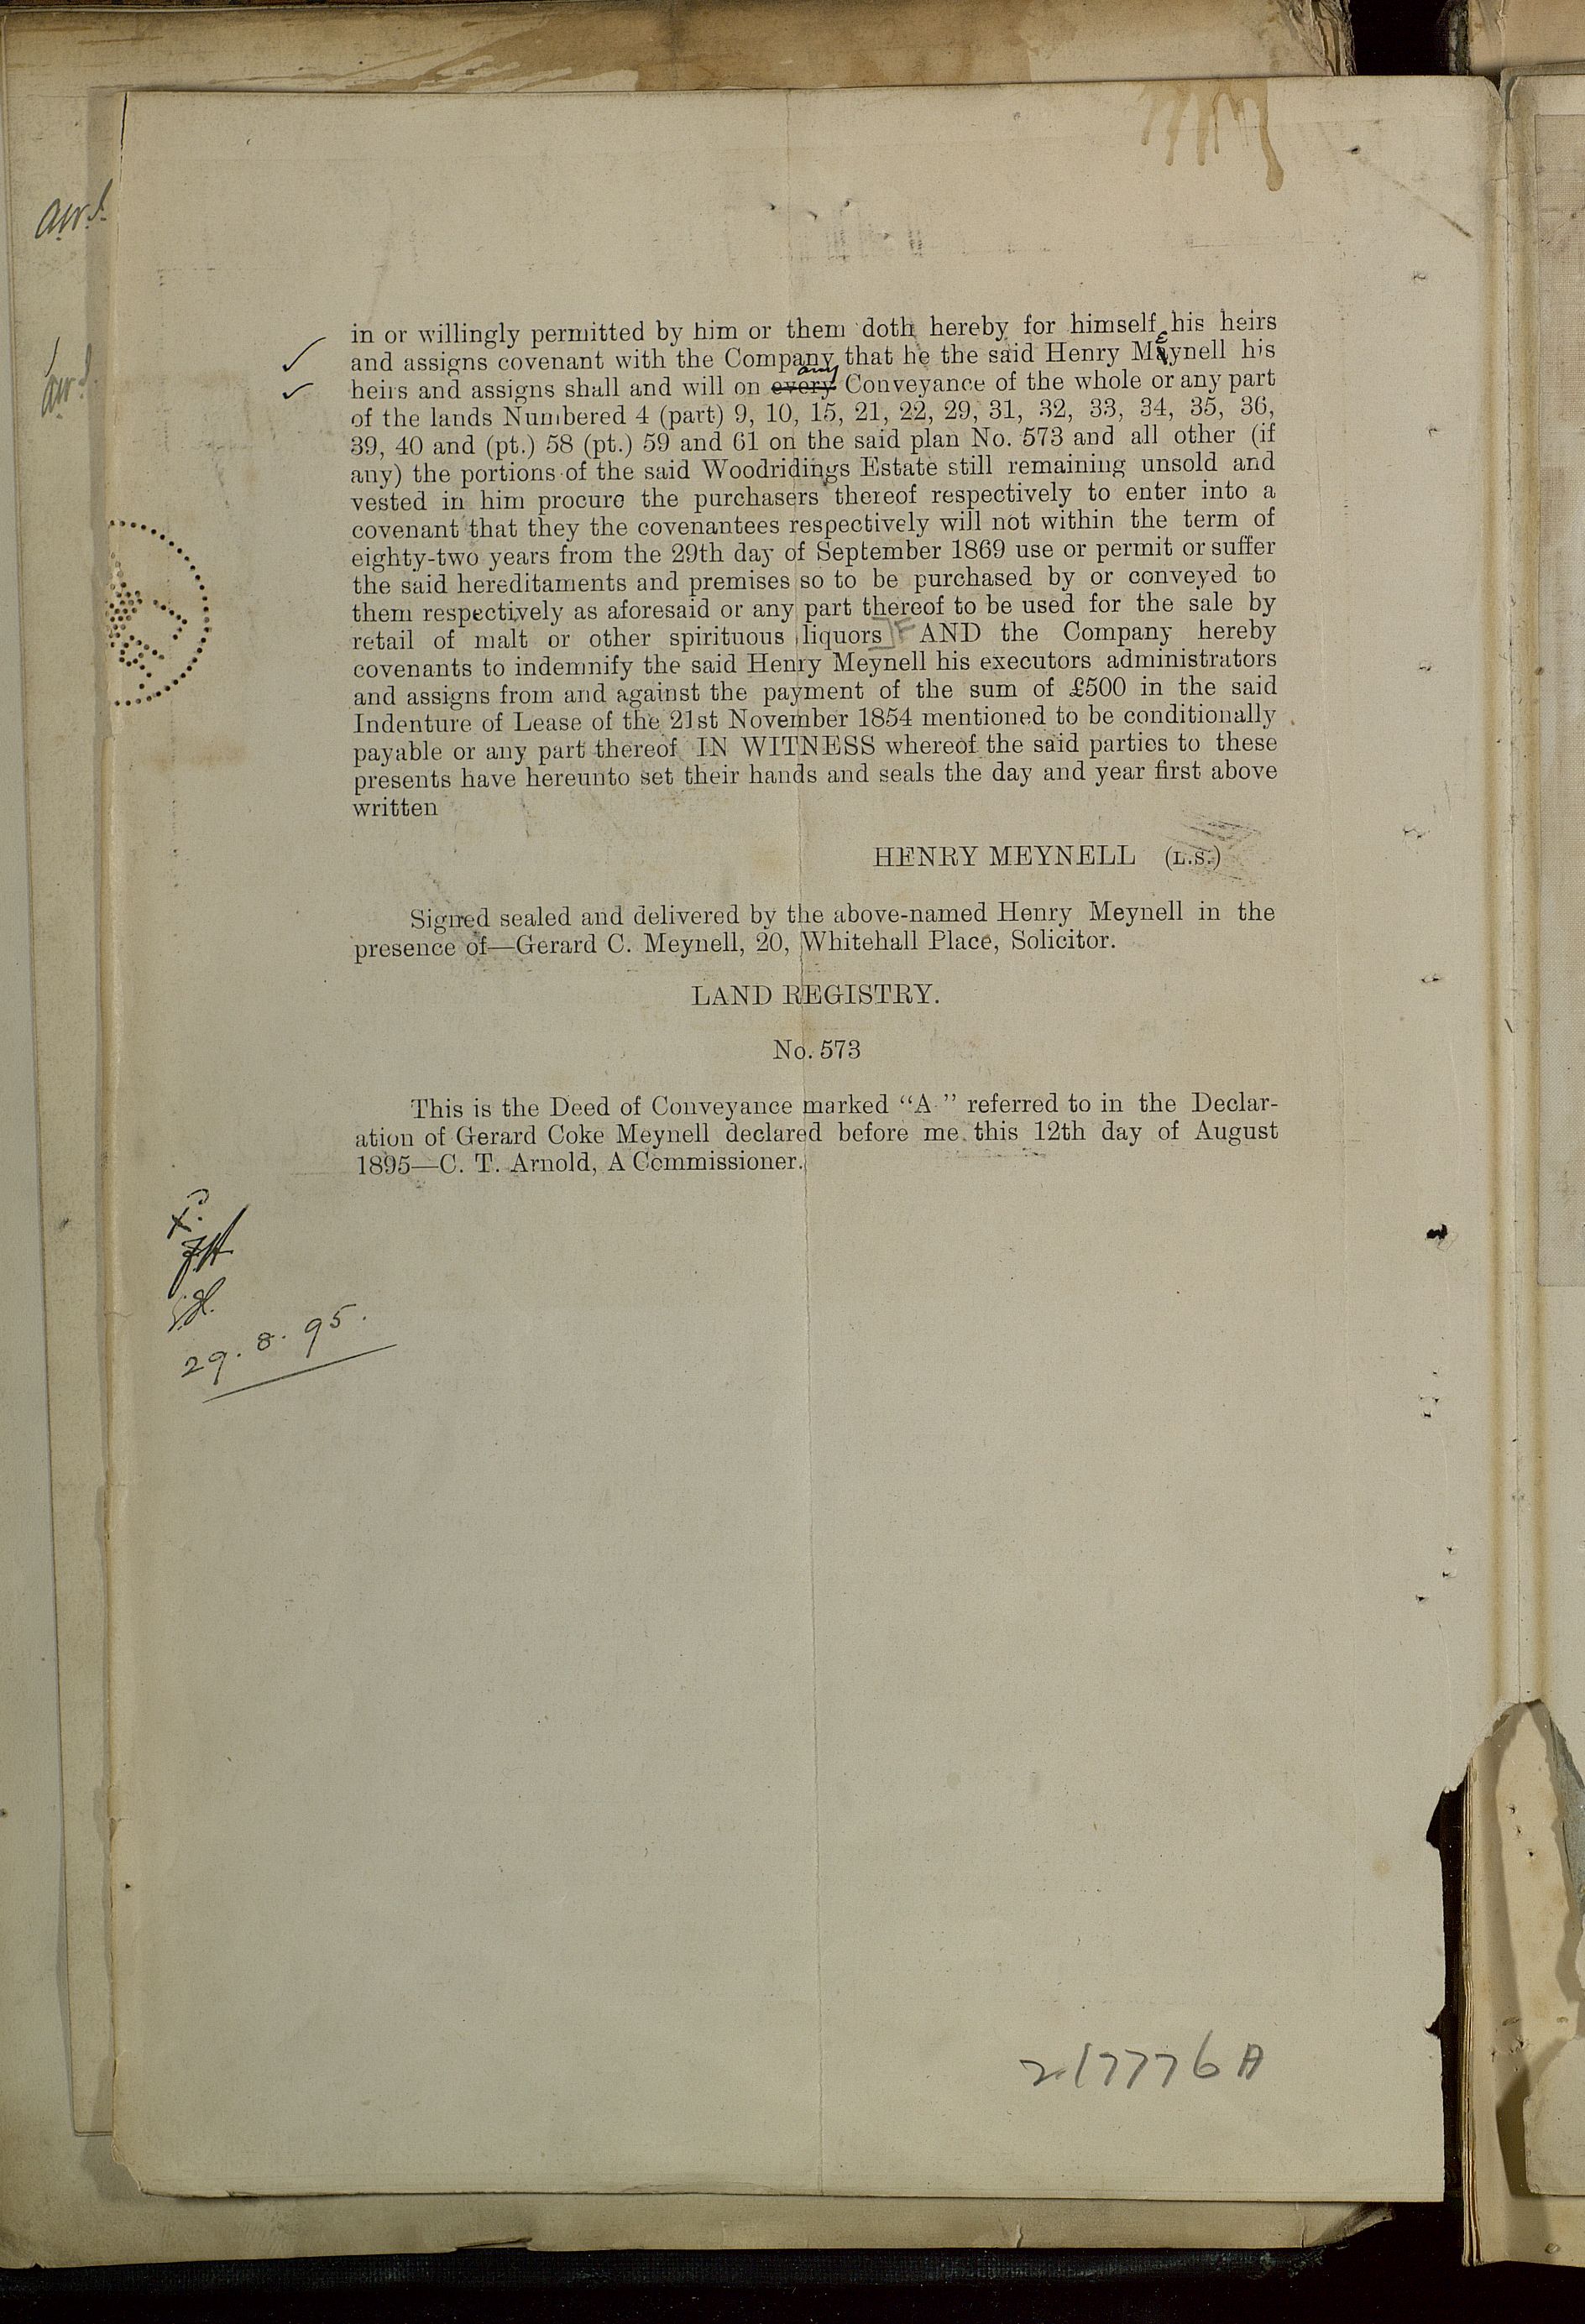 in or willingly permitted by him or them doth hereby for himself his heirs
and assigns covenant with the Company that he the said Henry Meynell his
any
heirs and assigns shall and will on every Conveyance of the whole or any part
of the lands Numbered 4 (part) 9, 10, 15, 21, 22, 29, 31, 32, 33, 34, 35, 36,
39, 40 and (pt.) 58 (pt.) 59 and 61 on the said plan No. 573 and all other (if
any) the portions of the said Woodridings Estate still remaining unsold and
vested in him procure the purchasers thereof respectively to enter into a
covenant that they the covenantees respectively will not within the term of
eighty-two years from the 29th day of September 1869 use or permit or suffer
the said hereditaments and premises so to be purchased by or conveyed to
them respectively as aforesaid or any part thereof to be used for the sale by
retail of malt or other spirituous liquors AND the Company hereby
covenants to indemnify the said Henry Meynell his executors administrators
and assigns from and against the payment of the sum of £500 in the said
Indenture of Lease of the 21st November 1854 mentioned to be conditionally
payable or any part thereof IN WITNESS whereof the said parties to these
presents have hereunto set their hands and seals the day and year first above
written
HENRY MEYNELL (L.S.)
Signed sealed and delivered by the above-named Henry Meynell in the
presence of—Gerard C. Meynell, 20, Whitehall Place, Solicitor.
LAND REGISTRY.
No. 573
This is the Deed of Conveyance marked “A” referred to in the Declar-
ation of Gerard Coke Meynell declared before me this 12th day of August
1895—C. T. Arnold, A Commissioner.
29. 8. 95.
217776A